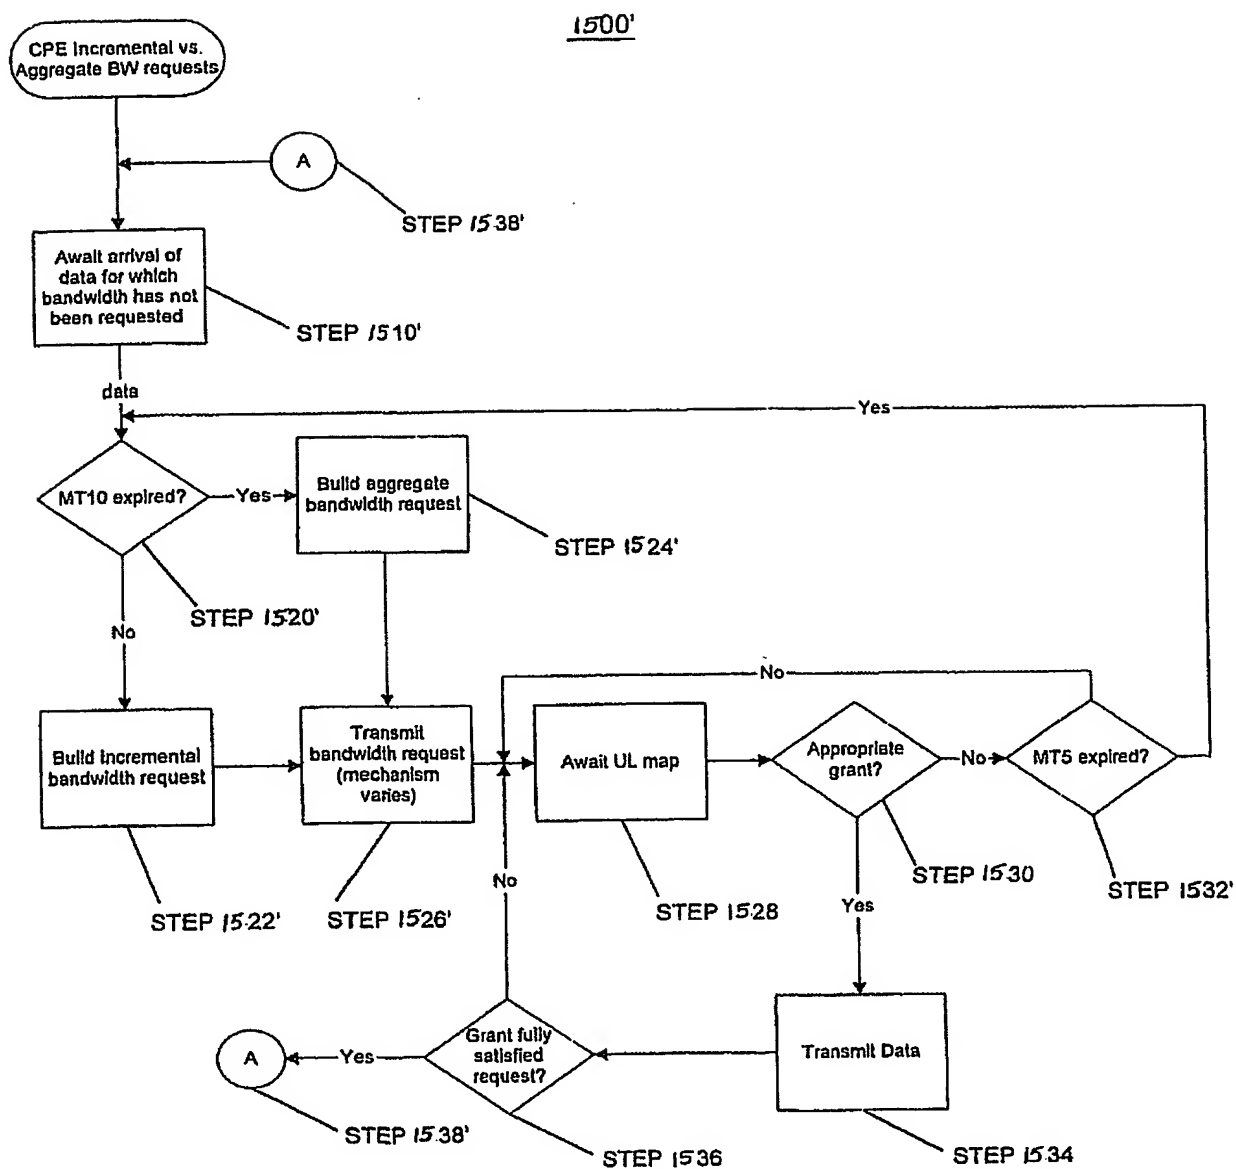 1500'
CPE Incremental vs.
Aggregate BW requests
A
STEP 1538'
Await arrival of
data for which
bandwidth has not
been requested
STEP 1510'
data
Yes
MT10 expired?
Yes
Build aggregate
bandwidth request
STEP 1524'
STEP 1520'
No
No
Build incremental
bandwidth request
Transmit
bandwidth request
(mechanism
varies)
Await UL map
Appropriate
grant?
No
MT5 expired?
STEP 1522'
STEP 1526'
No
STEP 1528
STEP 1530
Yes
STEP 1532'
A
Yes
Grant fully
satisfied
request?
Transmit Data
STEP 1538'
STEP 1536
STEP 1534